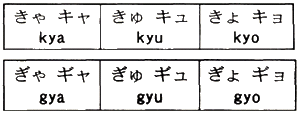 きゃ キャ きゅ キュ きょ キョ
kya kyu kyo
ぎゃ ギャ ぎゅ ギュ ぎょ ギョ
gya gyu gyo